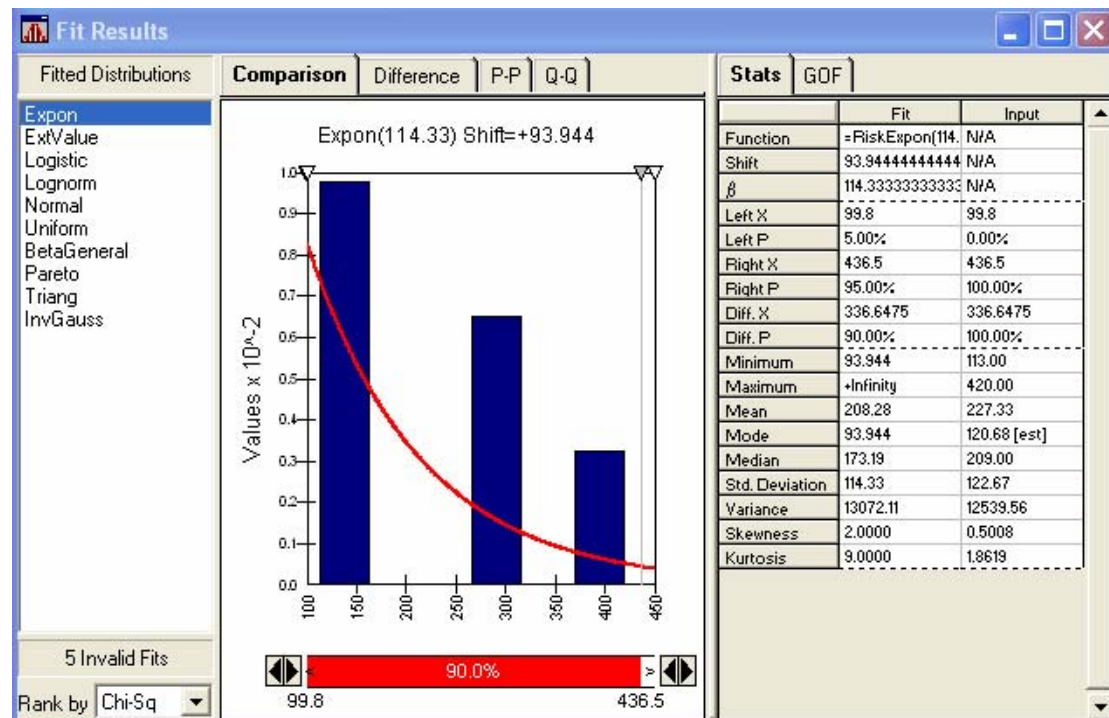 Fit Results
Fitted Distributions
Comparison Difference P-P Q-Q
Stats GOF
Expon
ExtValue
Logistic
Lognorm
Normal
Uniform
BetaGeneral
Pareto
Triang
InvGauss
5 Invalid Fits
Rank by Chi-Sq
Expon(114.33) Shift=+93.944
Values x 10^-2
1.0
0.9
0.8
0.7
0.6
0.5
0.4
0.3
0.2
0.1
0.0
100 150 200 250 300 350 400 450
< 90.0% >
99.8 436.5
Fit Input
Function =RiskExpon(114. N/A
Shift 93.94444444444 N/A
β 114.33333333333 N/A
Left X 99.8 99.8
Left P 5.00% 0.00%
Right X 436.5 436.5
Right P 95.00% 100.00%
Diff. X 336.6475 336.6475
Diff. P 90.00% 100.00%
Minimum 93.944 113.00
Maximum +Infinity 420.00
Mean 208.28 227.33
Mode 93.944 120.68 [est]
Median 173.19 209.00
Std. Deviation 114.33 122.67
Variance 13072.11 12539.56
Skewness 2.0000 0.5008
Kurtosis 9.0000 1.8619